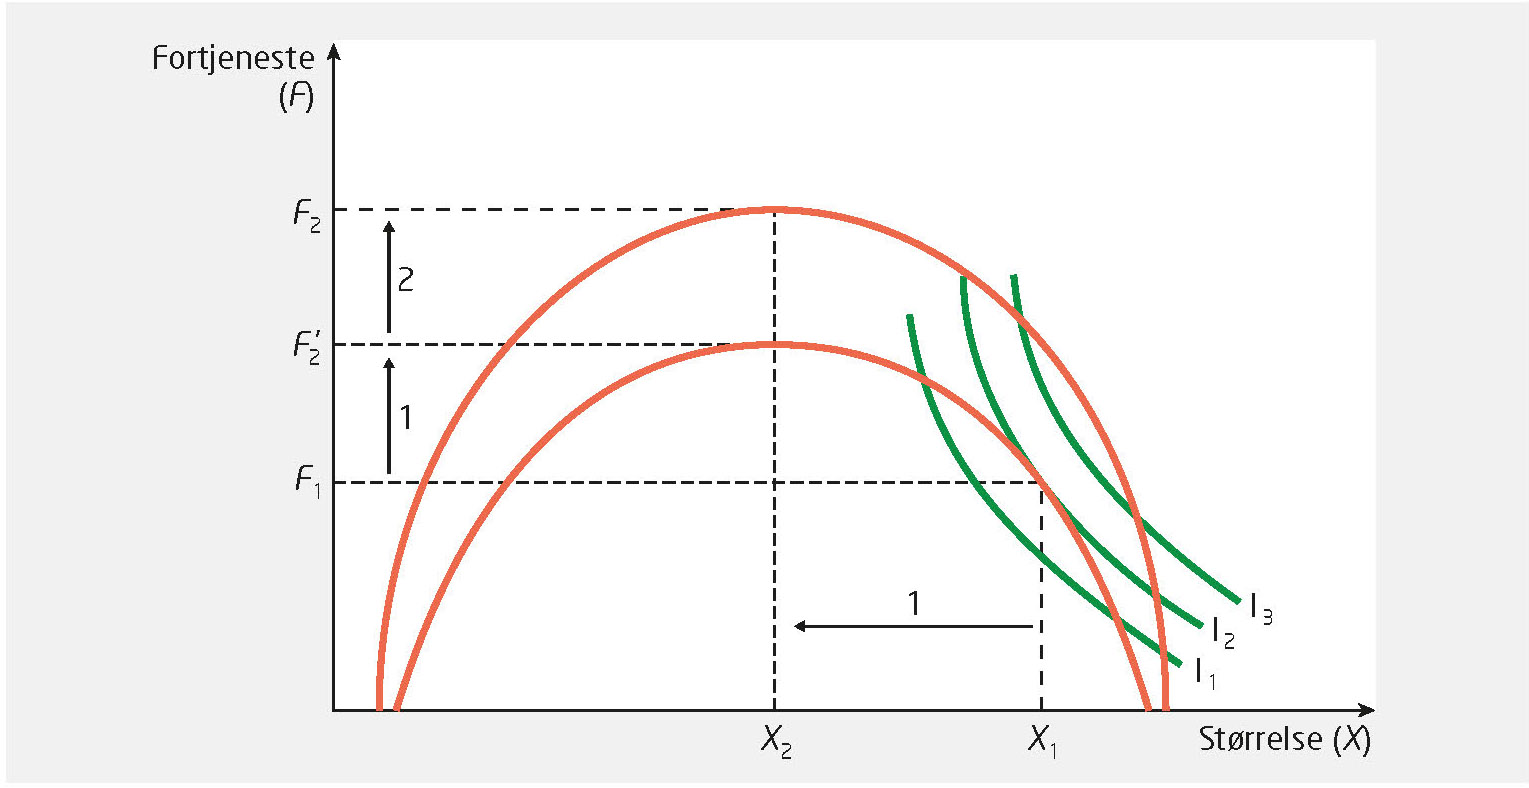 Fortjeneste
(F)
F₂
2
F₂′
1
F₁
1
I₃
I₂
I₁
X₂
X₁
Størrelse (X)